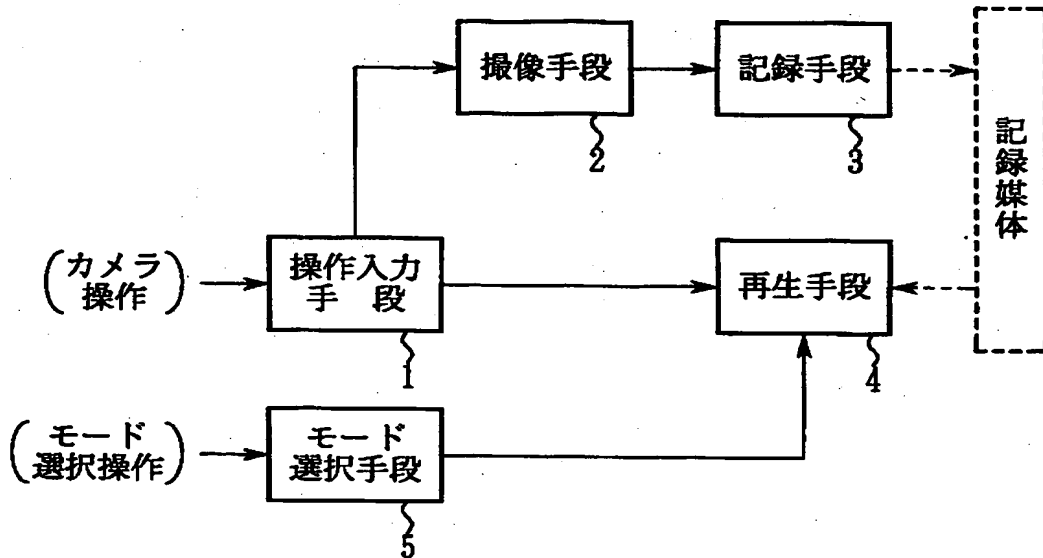 撮像手段
2
記録手段
3
記録媒体
(カメラ
操作)
操作入力
手 段
1
再生手段
4
(モード
選択操作)
モード
選択手段
5